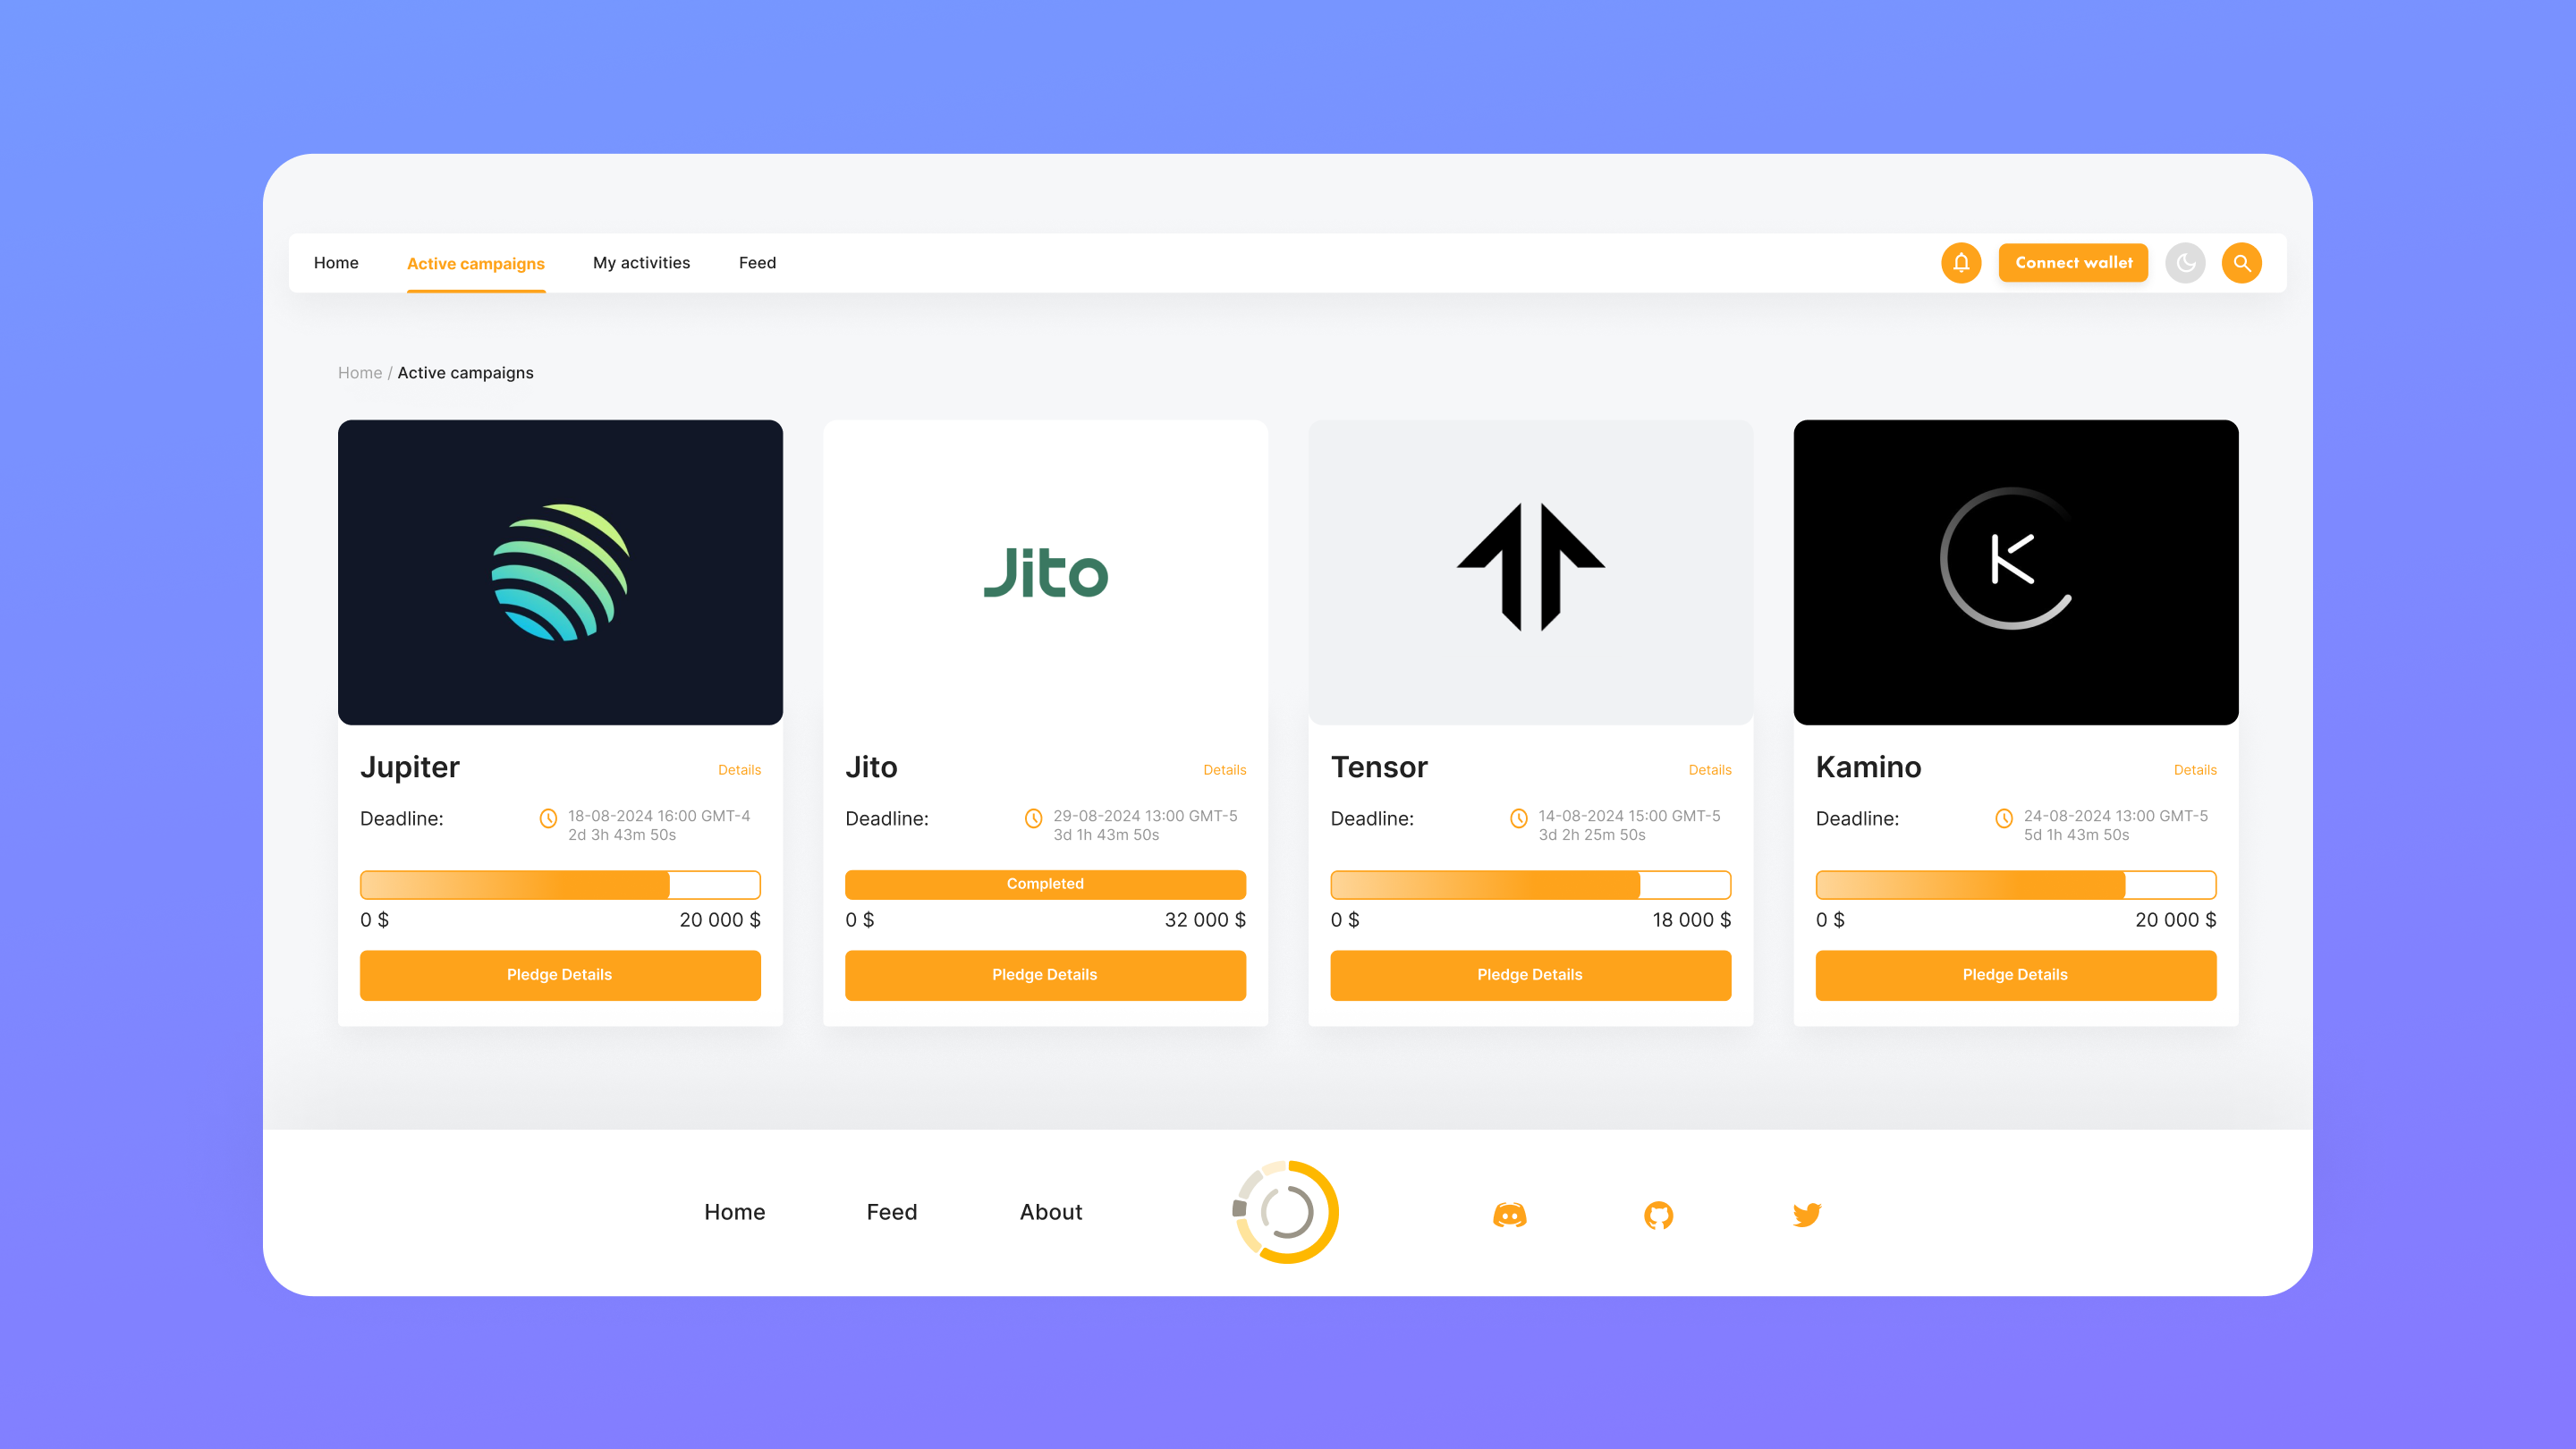 Home Active campaigns My activities Feed Connect wallet
Home / Active campaigns
Jito
K
Jupiter Details
Deadline: 18-08-2024 16:00 GMT-4
2d 3h 43m 50s
0 $ 20 000 $
Pledge Details
Jito Details
Deadline: 29-08-2024 13:00 GMT-5
3d 1h 43m 50s
Completed
0 $ 32 000 $
Pledge Details
Tensor Details
Deadline: 14-08-2024 15:00 GMT-5
3d 2h 25m 50s
0 $ 18 000 $
Pledge Details
Kamino Details
Deadline: 24-08-2024 13:00 GMT-5
5d 1h 43m 50s
0 $ 20 000 $
Pledge Details
Home Feed About